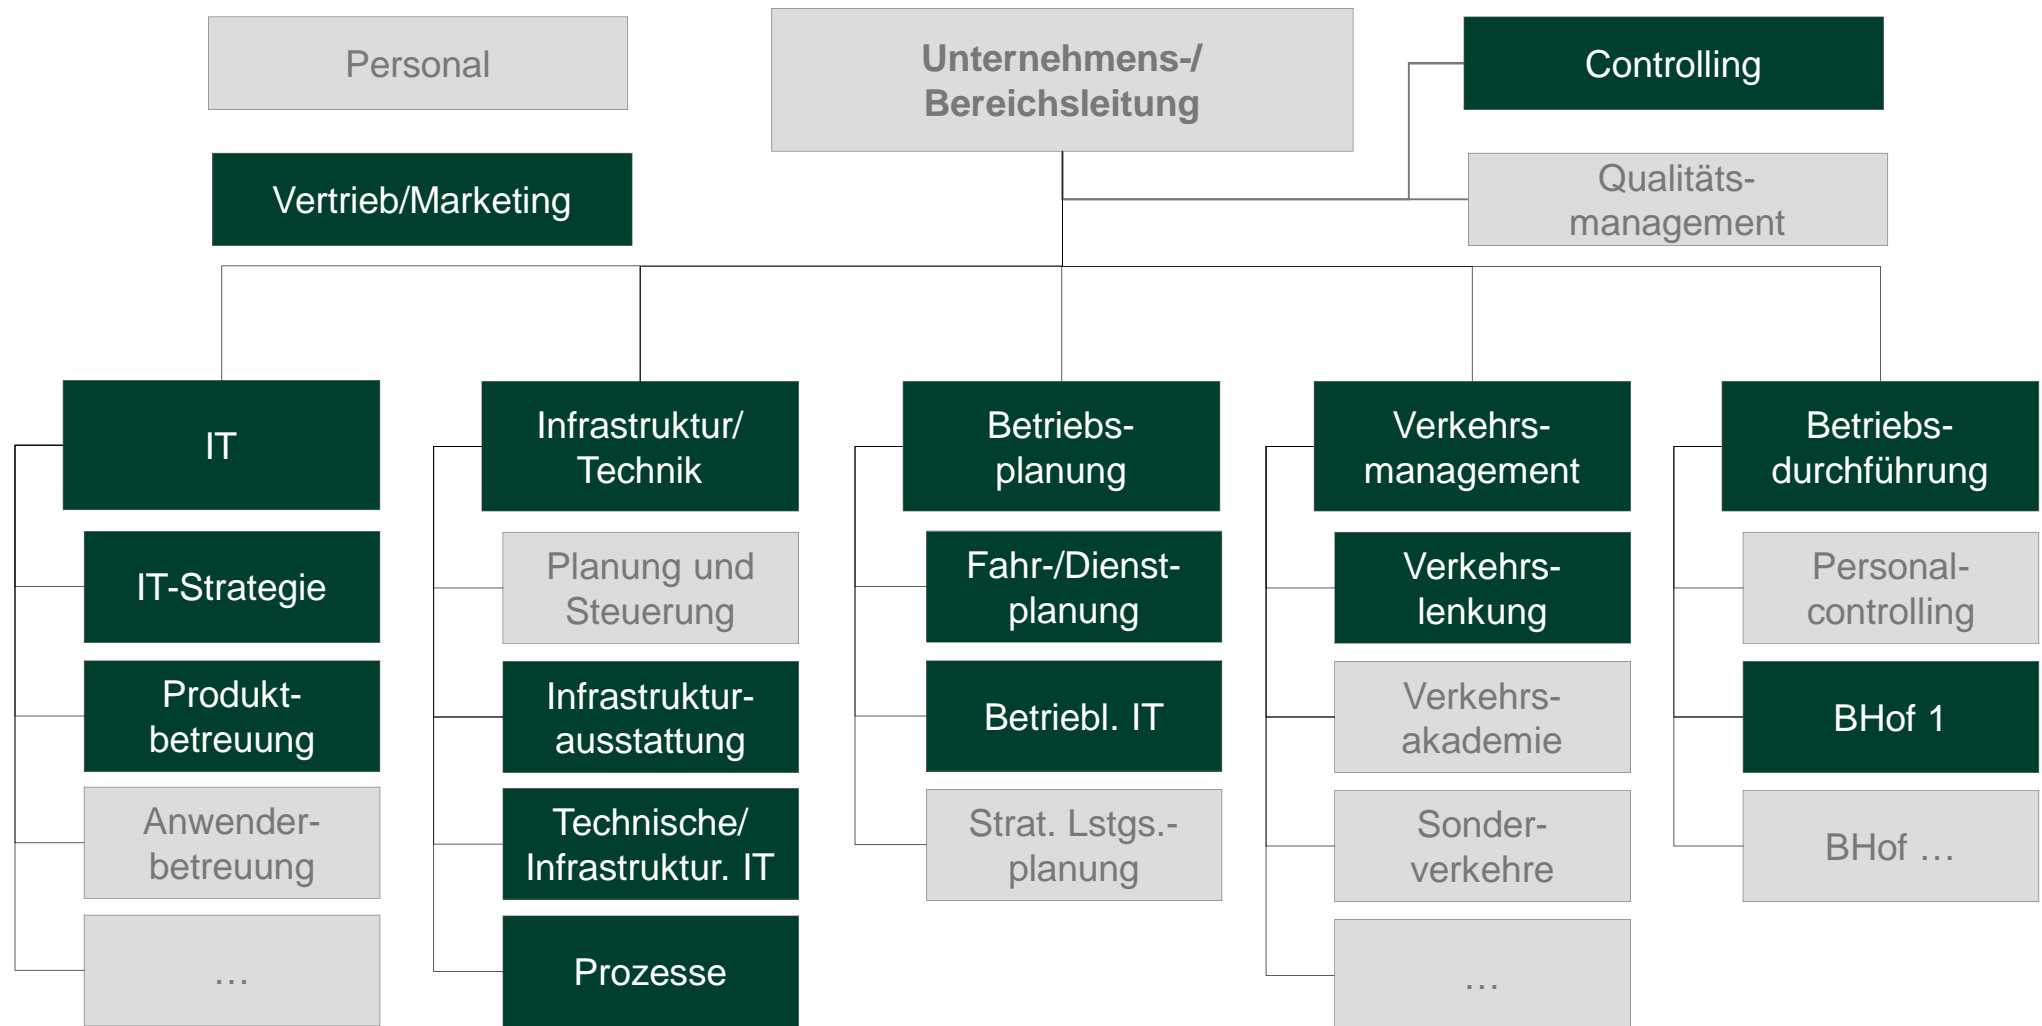 Personal
Unternehmens-/
Bereichsleitung
Controlling
Vertrieb/Marketing
Qualitäts-
management
IT
Infrastruktur/
Technik
Betriebs-
planung
Verkehrs-
management
Betriebs-
durchführung
IT-Strategie
Planung und
Steuerung
Fahr-/Dienst-
planung
Verkehrs-
lenkung
Personal-
controlling
Produkt-
betreuung
Infrastruktur-
ausstattung
Betriebl. IT
Verkehrs-
akademie
BHof 1
Anwender-
betreuung
Technische/
Infrastruktur. IT
Strat. Lstgs.-
planung
Sonder-
verkehre
BHof …
…
Prozesse
…